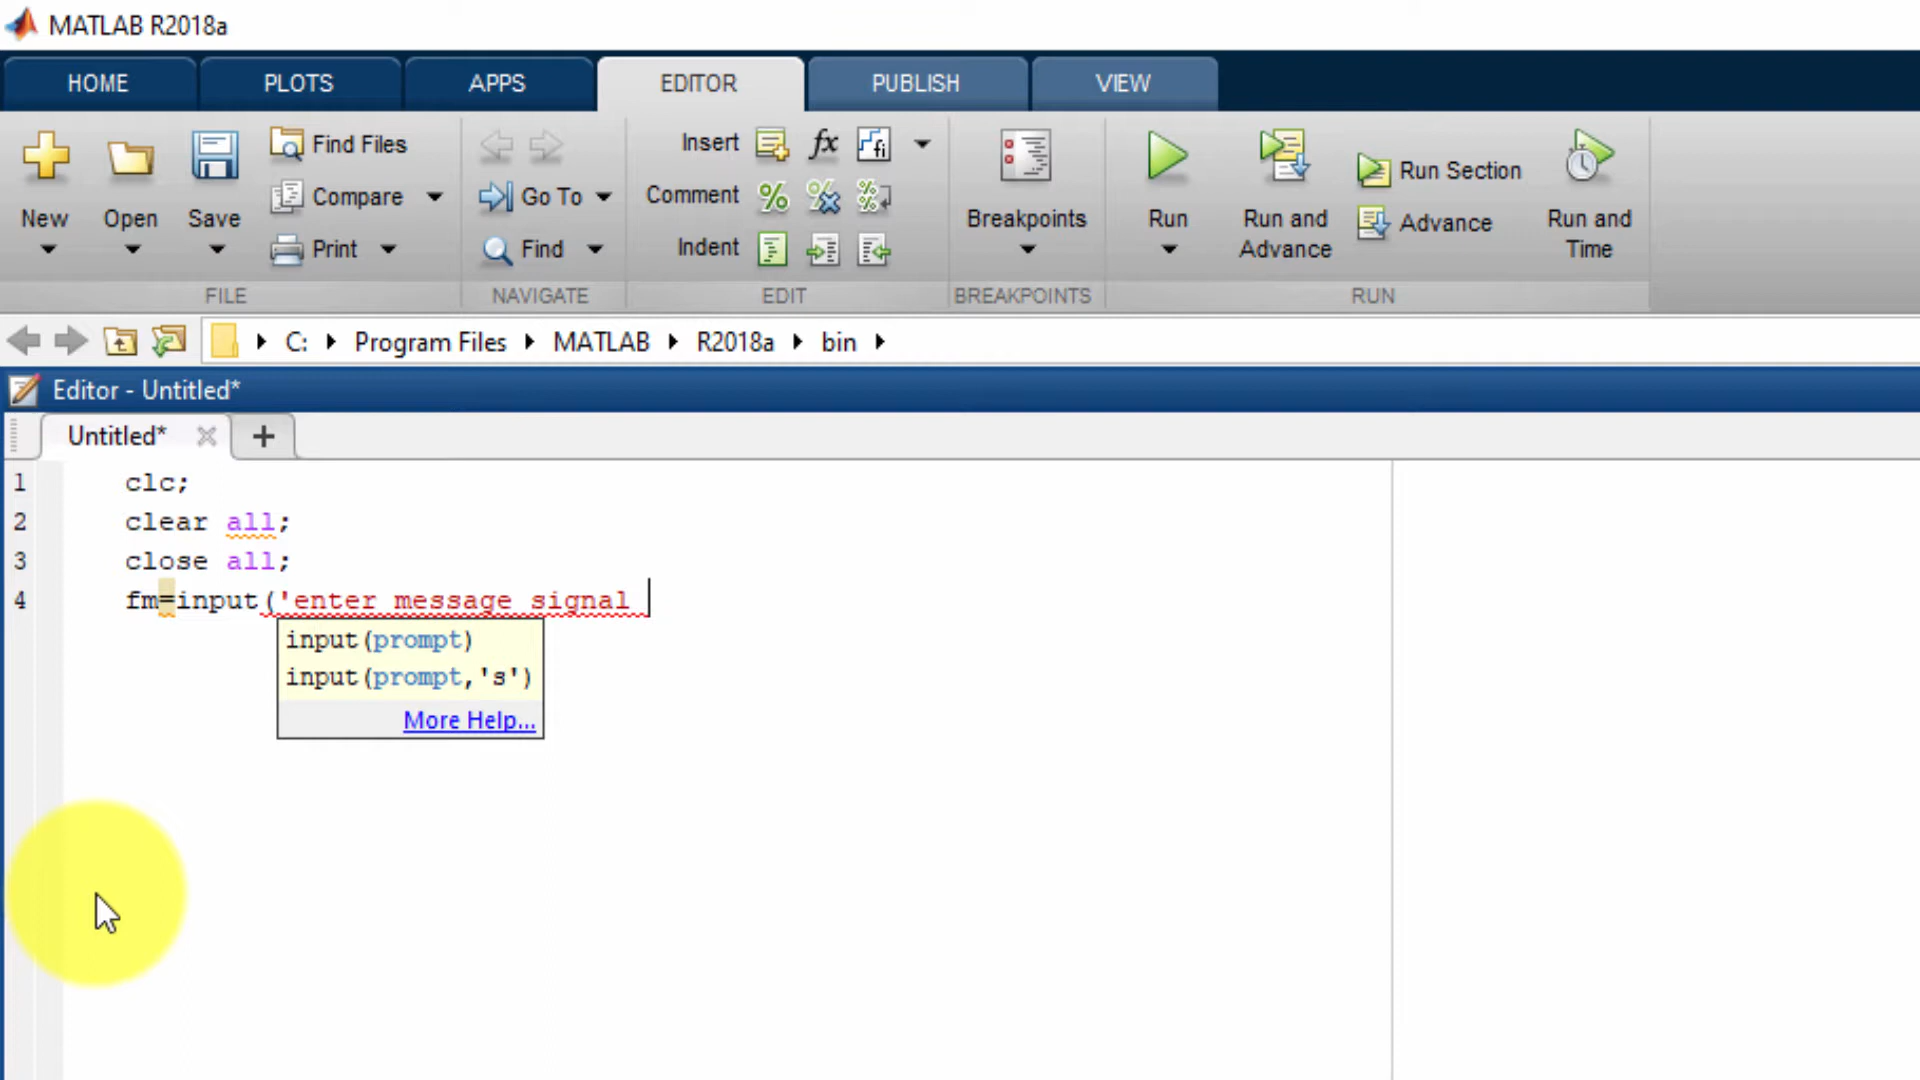 MATLAB R2018a
HOME PLOTS APPS EDITOR PUBLISH VIEW
New Open Save Find Files Compare Print
Go To Find
Insert fx fi
Comment % % %
Indent
Breakpoints
Run Run and Advance Run Section Advance Run and Time
FILE NAVIGATE EDIT BREAKPOINTS RUN
C: Program Files MATLAB R2018a bin
Editor - Untitled*
Untitled* +
1 clc;
2 clear all;
3 close all;
4 fm=input('enter message signal
input(prompt)
input(prompt,'s')
More Help...